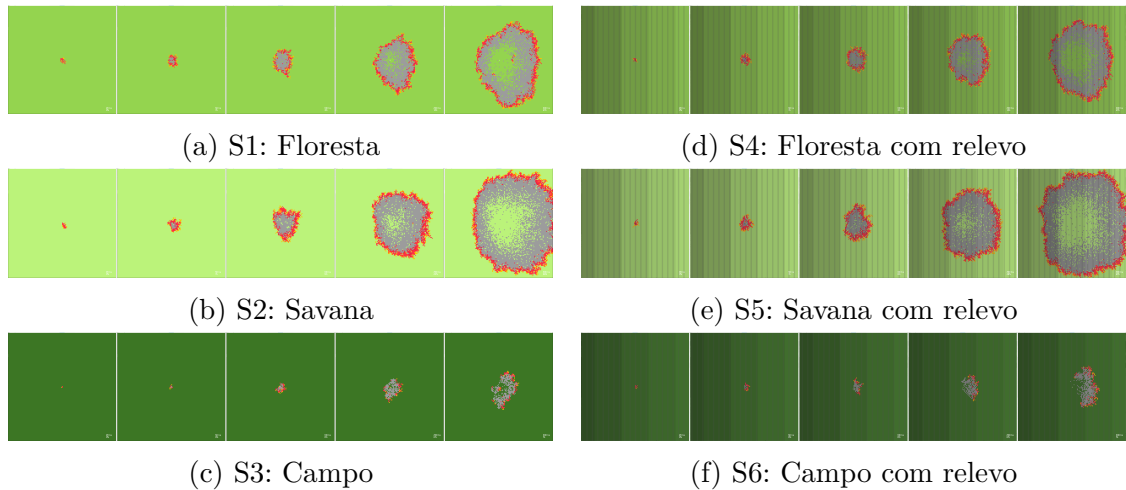 (a) S1: Floresta
(d) S4: Floresta com relevo
(b) S2: Savana
(e) S5: Savana com relevo
(c) S3: Campo
(f) S6: Campo com relevo